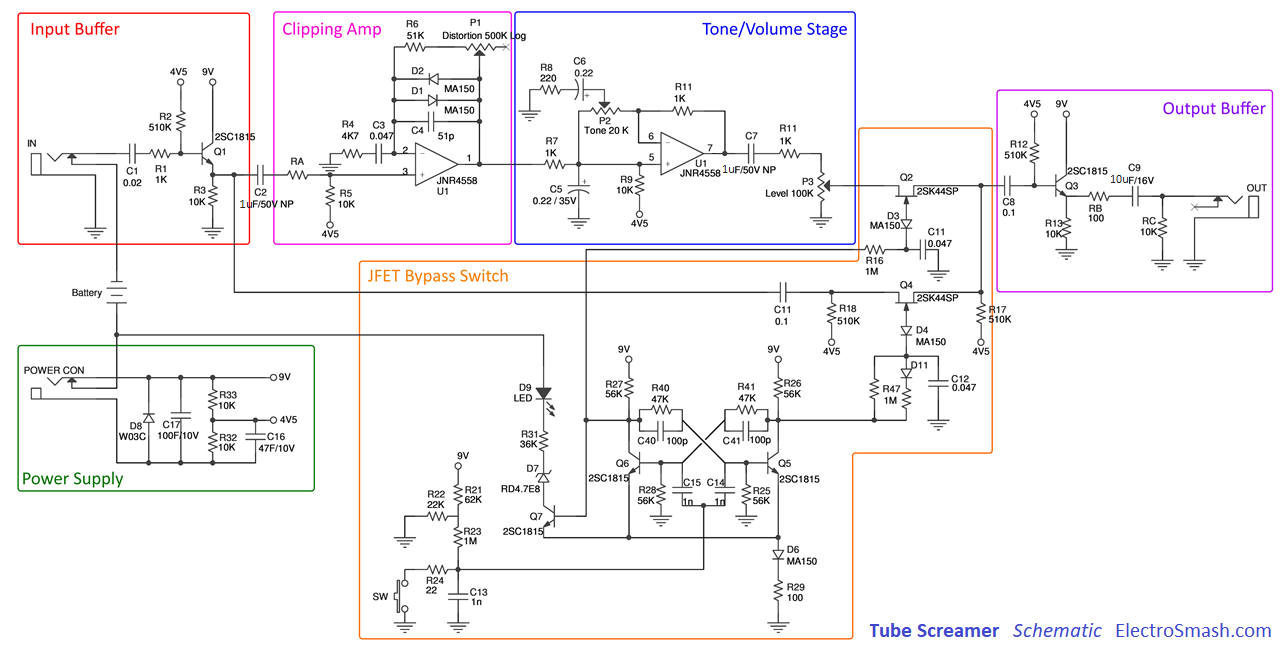 Input Buffer
4V5
9V
R2
510K
2SC1815
Q1
IN
C1
0.02
R1
1K
R3
10K
C2
1uF/50V NP
Clipping Amp
R6
51K
P1
Distortion 500K Log
D2
MA150
D1
MA150
C4
51p
R4
4K7
C3
0.047
RA
2
3
1
JNR4558
U1
R5
10K
4V5
Tone/Volume Stage
R8
220
C6
0.22
+
P2
Tone 20 K
R11
1K
R7
1K
6
5
7
U1
JNR4558
C5
0.22 / 35V
+
R9
10K
4V5
C7
1uF/50V NP
R11
1K
P3
Level 100K
Output Buffer
4V5
9V
R12
510K
2SC1815
Q3
C8
0.1
R13
10K
RB
100
C9
10uF/16V
RC
10K
OUT
JFET Bypass Switch
Q2
2SK44SP
D3
MA150
R16
1M
C11
0.047
C11
0.1
R18
510K
4V5
Q4
2SK44SP
R17
510K
4V5
D4
MA150
D11
R47
1M
C12
0.047
Battery
Power Supply
POWER CON
9V
4V5
D8
W03C
C17
100F/10V
R33
10K
R32
10K
C16
47F/10V
D9
LED
R31
36K
D7
RD4.7E8
Q7
2SC1815
9V
R27
56K
R40
47K
C40
100p
R41
47K
C41
100p
9V
R26
56K
Q6
2SC1815
Q5
2SC1815
R28
56K
C15
1n
C14
1n
R25
56K
9V
R21
62K
R22
22K
R23
1M
R24
22
C13
1n
SW
D6
MA150
R29
100
Tube Screamer Schematic ElectroSmash.com